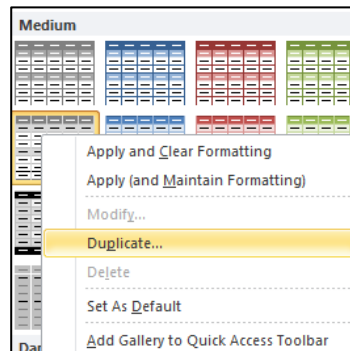 Medium
Apply and Clear Formatting
Apply (and Maintain Formatting)
Modify...
Duplicate...
Delete
Set As Default
Add Gallery to Quick Access Toolbar